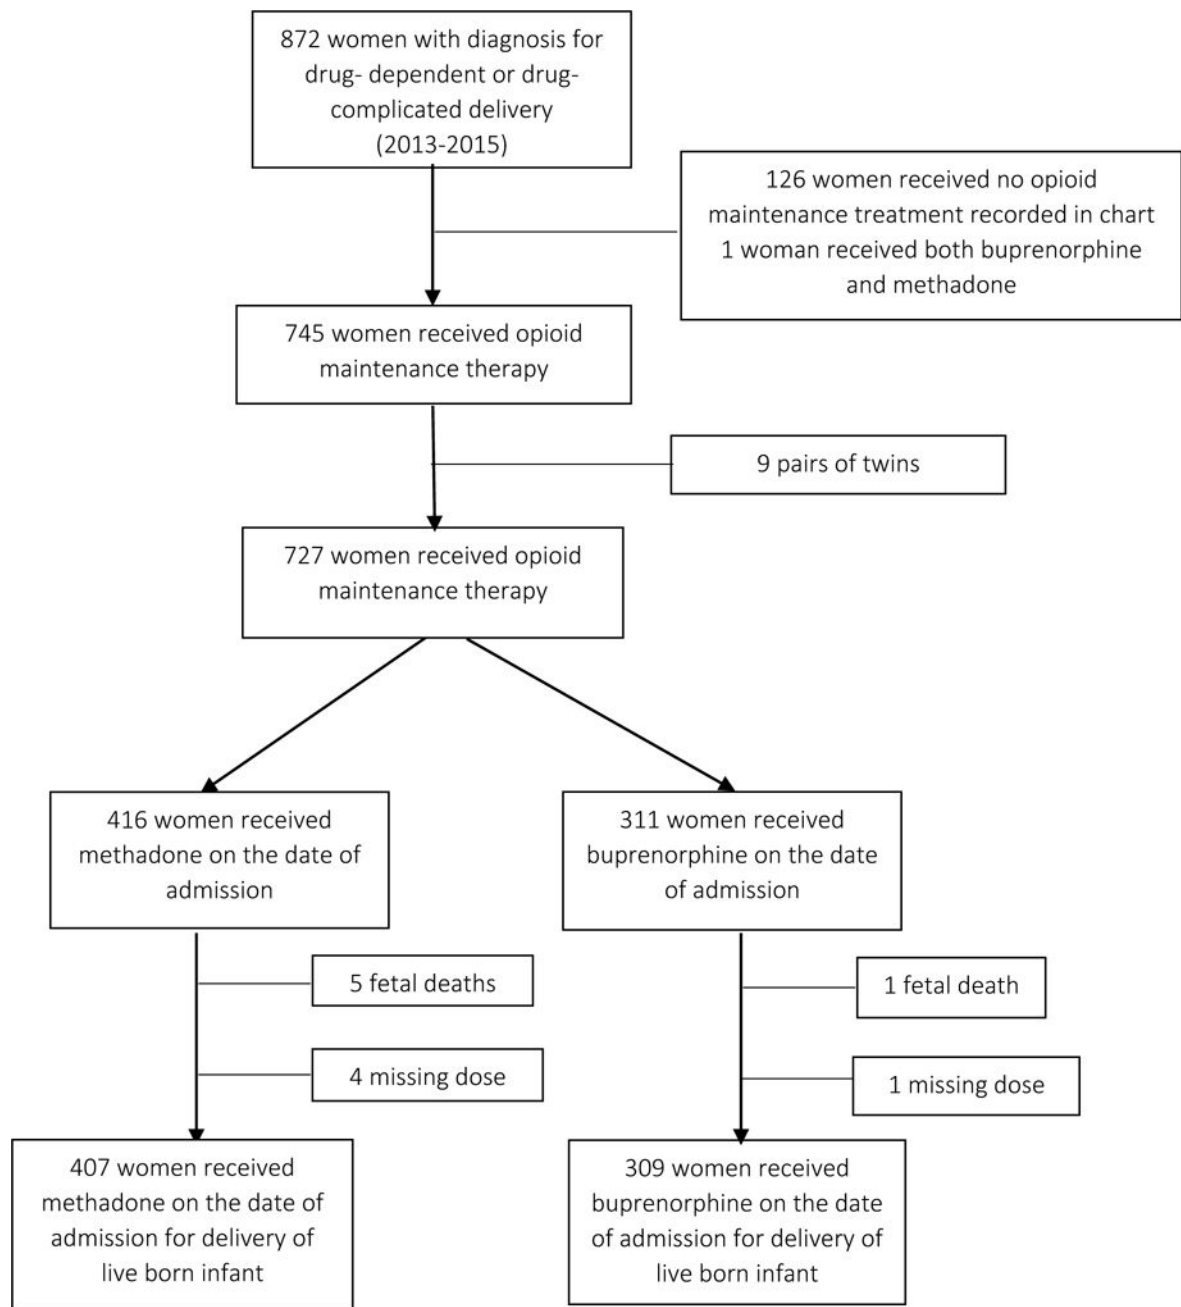 872 women with diagnosis for
drug- dependent or drug-
complicated delivery
(2013-2015)
126 women received no opioid
maintenance treatment recorded in chart
1 woman received both buprenorphine
and methadone
745 women received opioid
maintenance therapy
9 pairs of twins
727 women received opioid
maintenance therapy
416 women received
methadone on the date of
admission
311 women received
buprenorphine on the date
of admission
5 fetal deaths
1 fetal death
4 missing dose
1 missing dose
407 women received
methadone on the date of
admission for delivery of
live born infant
309 women received
buprenorphine on the date
of admission for delivery of
live born infant